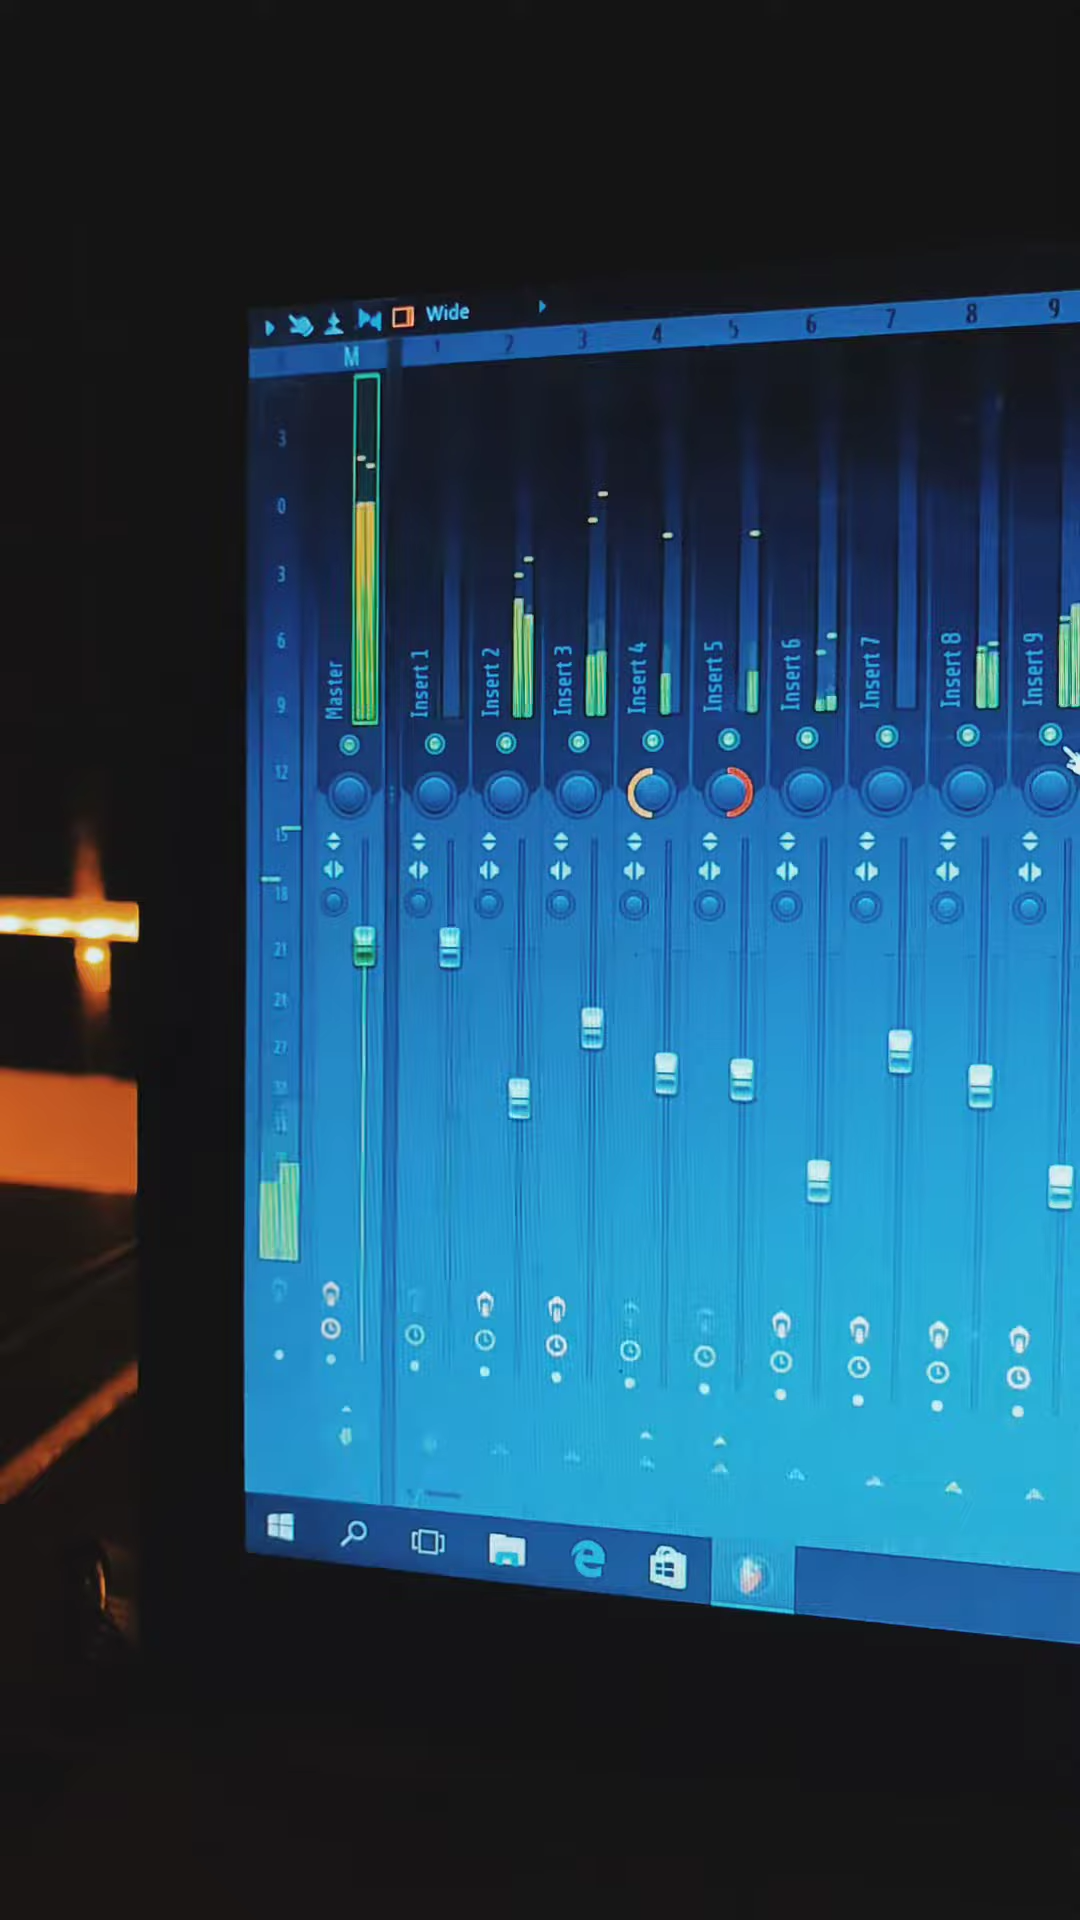 Wide
M 1 2 3 4 5 6 7 8 9
3
0
3
6
9
12
15
18
21
21
27
Master
Insert 1
Insert 2
Insert 3
Insert 4
Insert 5
Insert 6
Insert 7
Insert 8
Insert 9